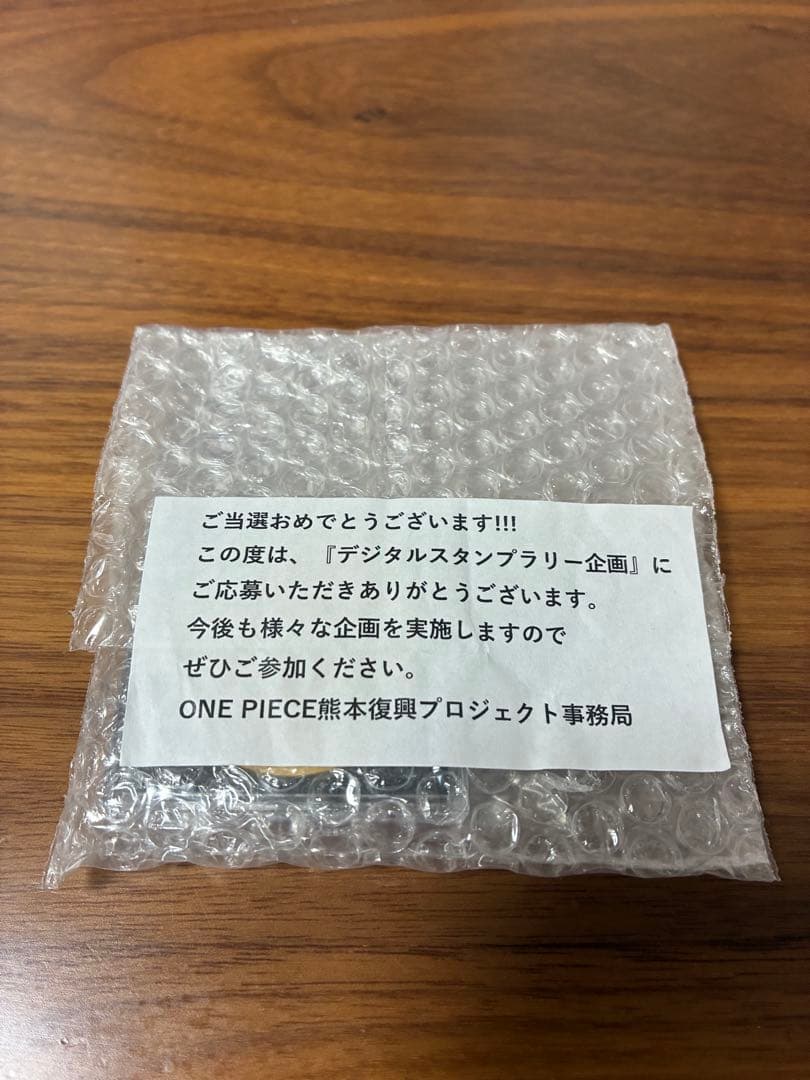 ご当選おめでとうございます!!!
この度は、『デジタルスタンプラリー企画』に
ご応募いただきありがとうございます。
今後も様々な企画を実施しますので
ぜひご参加ください。
ONE PIECE熊本復興プロジェクト事務局